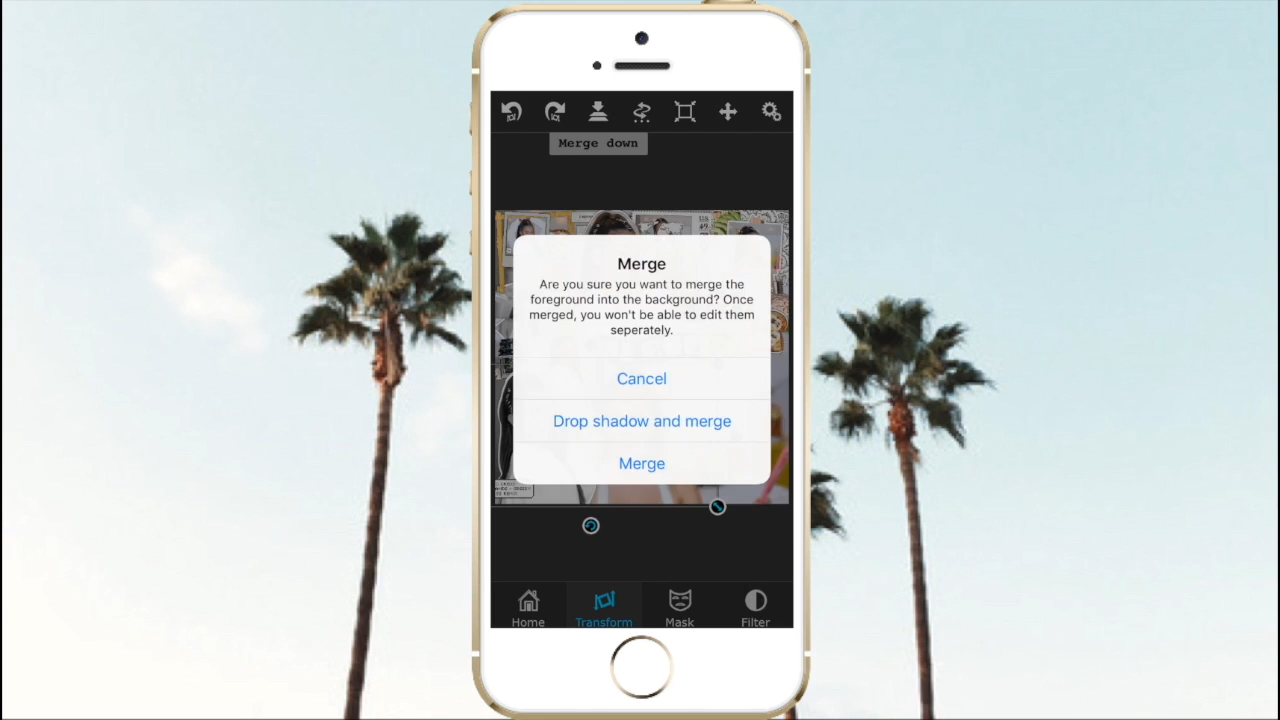 Merge down
Merge
Are you sure you want to merge the
foreground into the background? Once
merged, you won't be able to edit them
seperately.
Cancel
Drop shadow and merge
Merge
Home
Transform
Mask
Filter